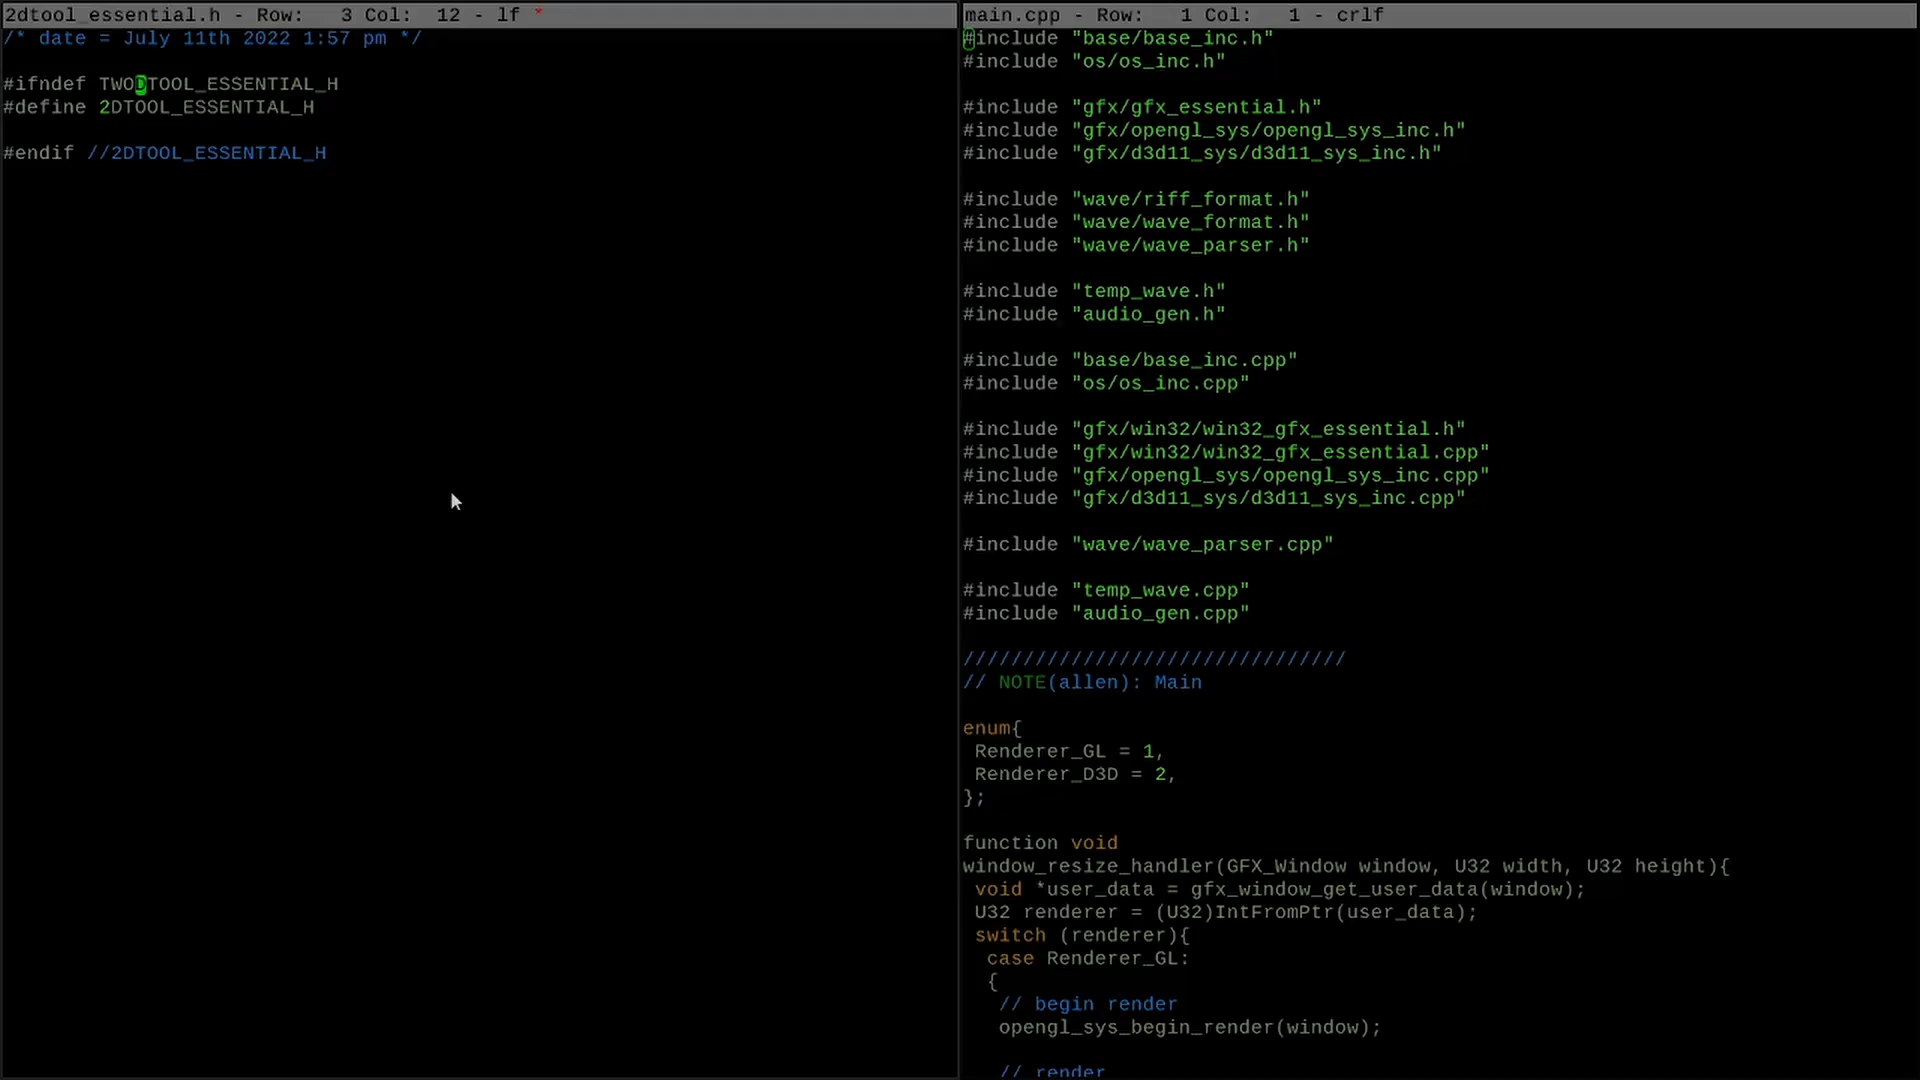 2dtool_essential.h - Row:   3 Col:  12 - lf *
/* date = July 11th 2022 1:57 pm */
#ifndef TWODTOOL_ESSENTIAL_H
#define 2DTOOL_ESSENTIAL_H
#endif //2DTOOL_ESSENTIAL_H
main.cpp - Row:   1 Col:   1 - crlf
#include "base/base_inc.h"
#include "os/os_inc.h"
#include "gfx/gfx_essential.h"
#include "gfx/opengl_sys/opengl_sys_inc.h"
#include "gfx/d3d11_sys/d3d11_sys_inc.h"
#include "wave/riff_format.h"
#include "wave/wave_format.h"
#include "wave/wave_parser.h"
#include "temp_wave.h"
#include "audio_gen.h"
#include "base/base_inc.cpp"
#include "os/os_inc.cpp"
#include "gfx/win32/win32_gfx_essential.h"
#include "gfx/win32/win32_gfx_essential.cpp"
#include "gfx/opengl_sys/opengl_sys_inc.cpp"
#include "gfx/d3d11_sys/d3d11_sys_inc.cpp"
#include "wave/wave_parser.cpp"
#include "temp_wave.cpp"
#include "audio_gen.cpp"
////////////////////////////////
// NOTE(allen): Main
enum{
 Renderer_GL = 1,
 Renderer_D3D = 2,
};
function void
window_resize_handler(GFX_Window window, U32 width, U32 height){
 void *user_data = gfx_window_get_user_data(window);
 U32 renderer = (U32)IntFromPtr(user_data);
 switch (renderer){
  case Renderer_GL:
  {
   // begin render
   opengl_sys_begin_render(window);
   // render